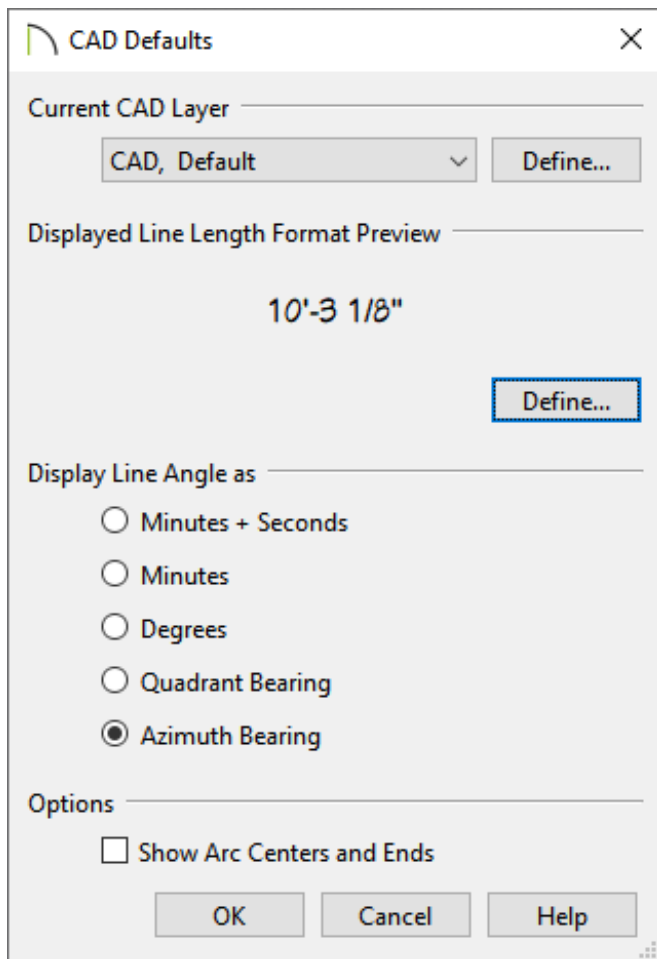 CAD Defaults
Current CAD Layer
CAD,  Default
Define...
Displayed Line Length Format Preview
10'-3 1/8"
Define...
Display Line Angle as
Minutes + Seconds
Minutes
Degrees
Quadrant Bearing
Azimuth Bearing
Options
Show Arc Centers and Ends
OK
Cancel
Help